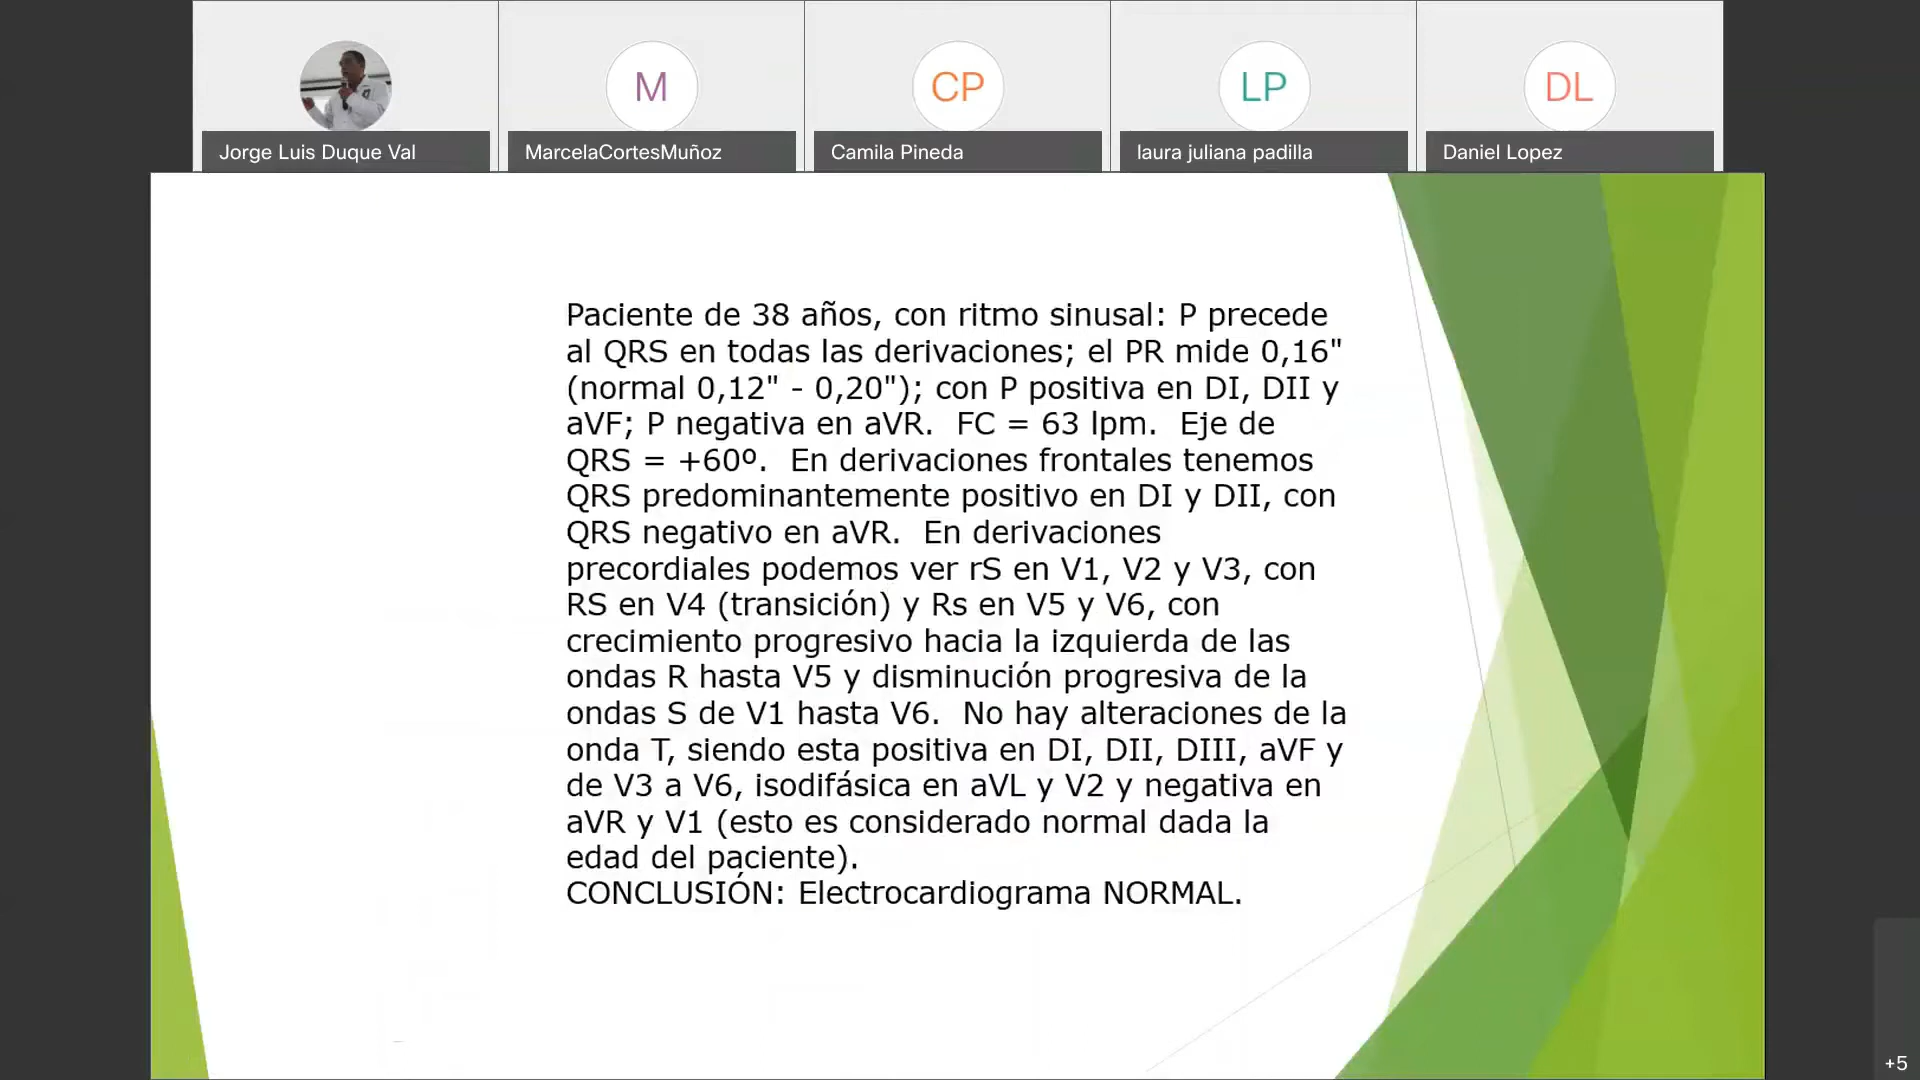 M
CP
LP
DL
Jorge Luis Duque Val
MarcelaCortesMuñoz
Camila Pineda
laura juliana padilla
Daniel Lopez
Paciente de 38 años, con ritmo sinusal: P precede
al QRS en todas las derivaciones; el PR mide 0,16"
(normal 0,12" - 0,20"); con P positiva en DI, DII y
aVF; P negativa en aVR.  FC = 63 lpm.  Eje de
QRS = +60º.  En derivaciones frontales tenemos
QRS predominantemente positivo en DI y DII, con
QRS negativo en aVR.  En derivaciones
precordiales podemos ver rS en V1, V2 y V3, con
RS en V4 (transición) y Rs en V5 y V6, con
crecimiento progresivo hacia la izquierda de las
ondas R hasta V5 y disminución progresiva de la
ondas S de V1 hasta V6.  No hay alteraciones de la
onda T, siendo esta positiva en DI, DII, DIII, aVF y
de V3 a V6, isodifásica en aVL y V2 y negativa en
aVR y V1 (esto es considerado normal dada la
edad del paciente).
CONCLUSIÓN: Electrocardiograma NORMAL.
+5